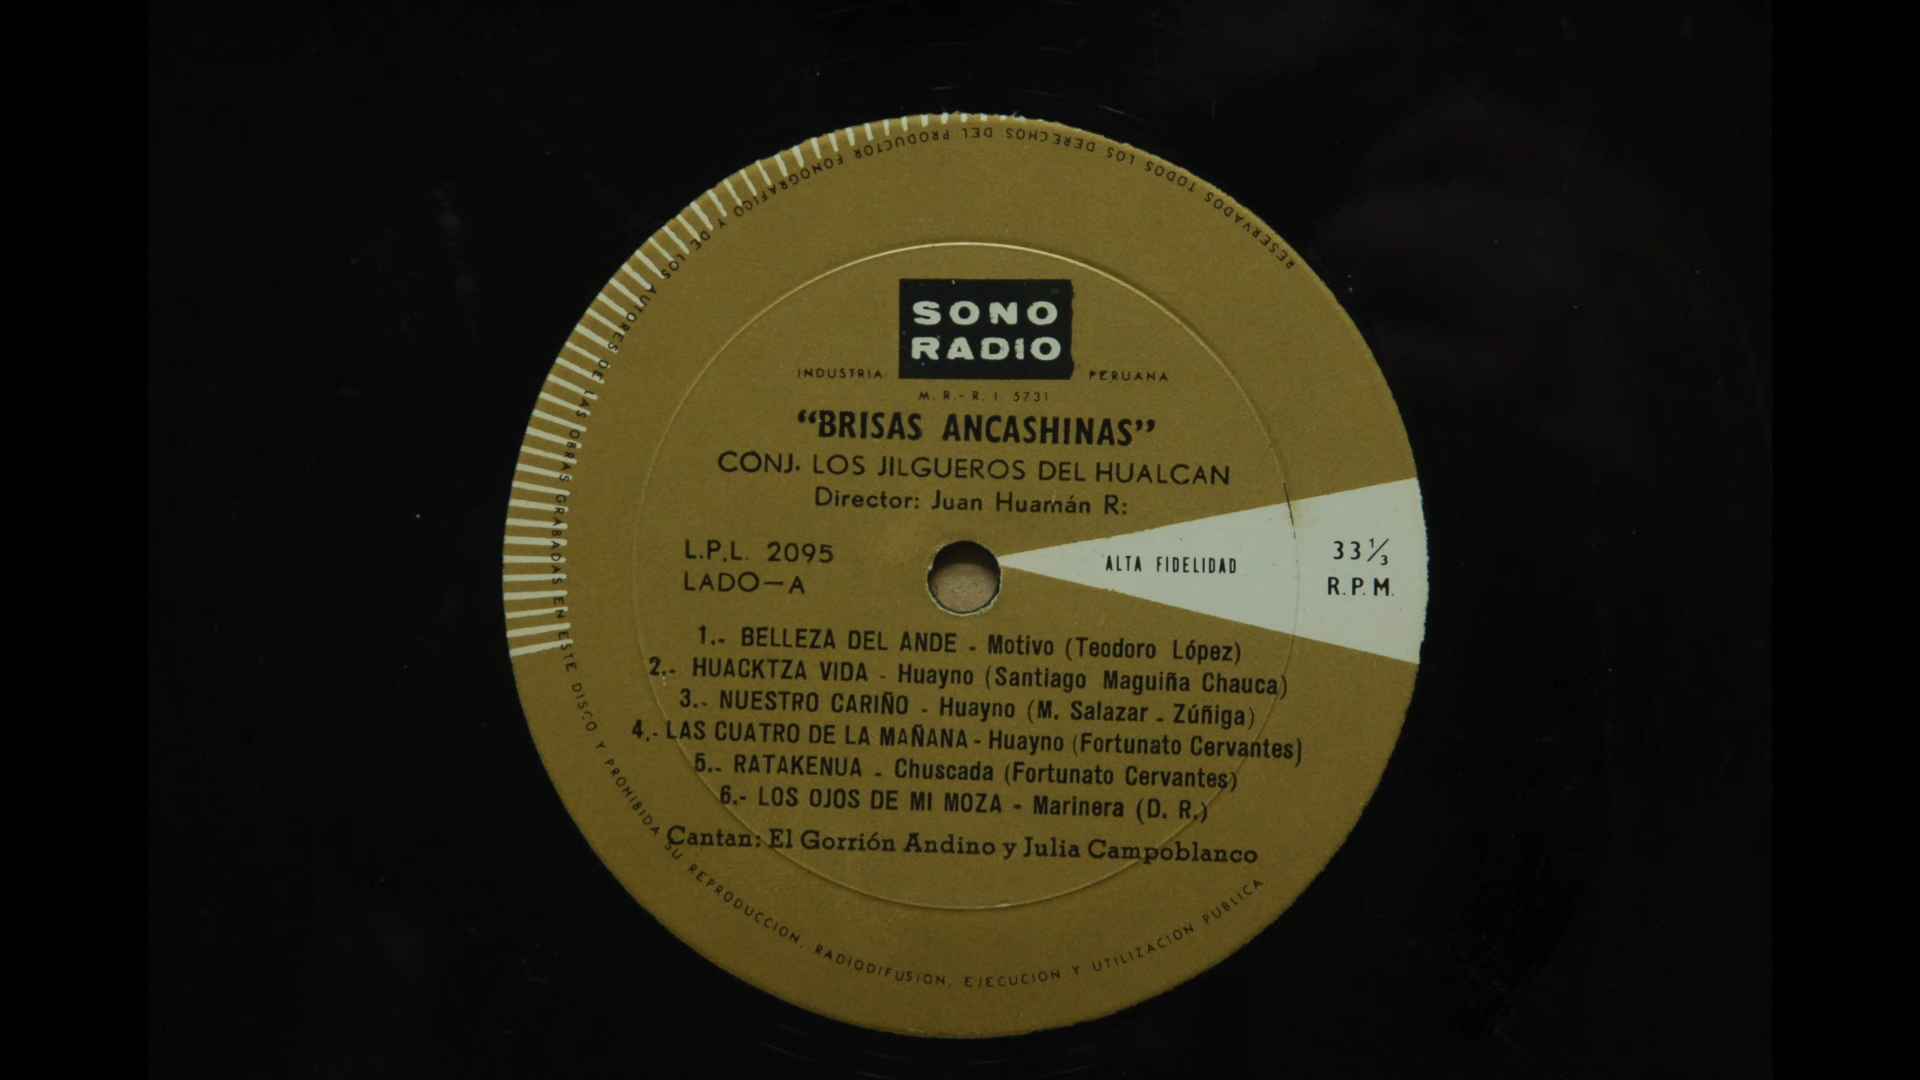 SONO
RADIO
INDUSTRIA PERUANA
M. R. - R. I. 5731
“BRISAS ANCASHINAS”
CONJ. LOS JILGUEROS DEL HUALCAN
Director: Juan Huamán R:
L.P.L. 2095
LADO—A
ALTA FIDELIDAD
33 1/3
R.P.M.
1.- BELLEZA DEL ANDE - Motivo (Teodoro López)
2.- HUACKTZA VIDA - Huayno (Santiago Maguiña Chauca)
3.- NUESTRO CARIÑO - Huayno (M. Salazar - Zúñiga)
4.- LAS CUATRO DE LA MAÑANA - Huayno (Fortunato Cervantes)
5.- RATAKENUA - Chuscada (Fortunato Cervantes)
6.- LOS OJOS DE MI MOZA - Marinera (D. R.)
Cantan: El Gorrión Andino y Julia Campoblanco
RESERVADOS TODOS LOS DERECHOS DEL PRODUCTOR FONOGRAFICO Y DE LOS AUTORES DE LAS OBRAS GRABADAS EN ESTE DISCO Y PROHIBIDA SU REPRODUCCION, RADIODIFUSION, EJECUCION Y UTILIZACION PUBLICA